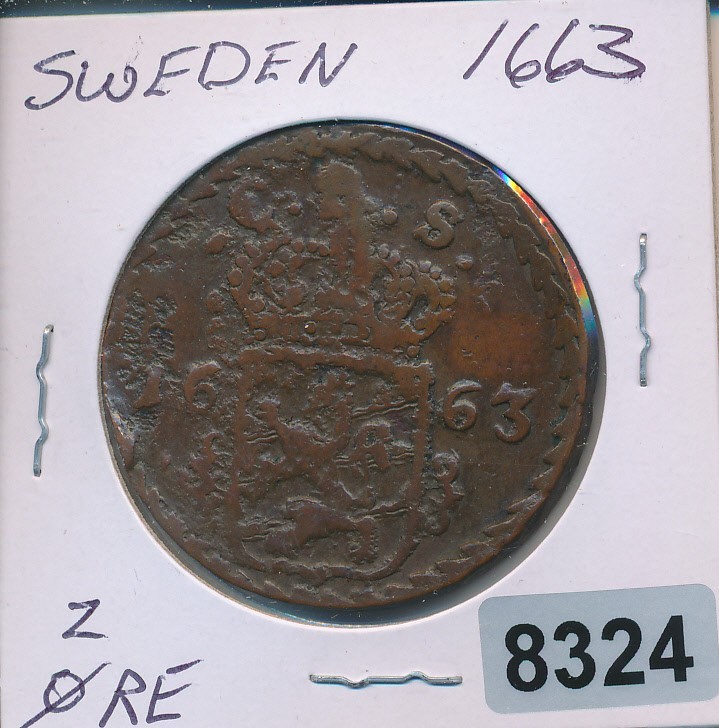 SWEDEN 1663
C · S
16 63
R
2
ØRE
8324